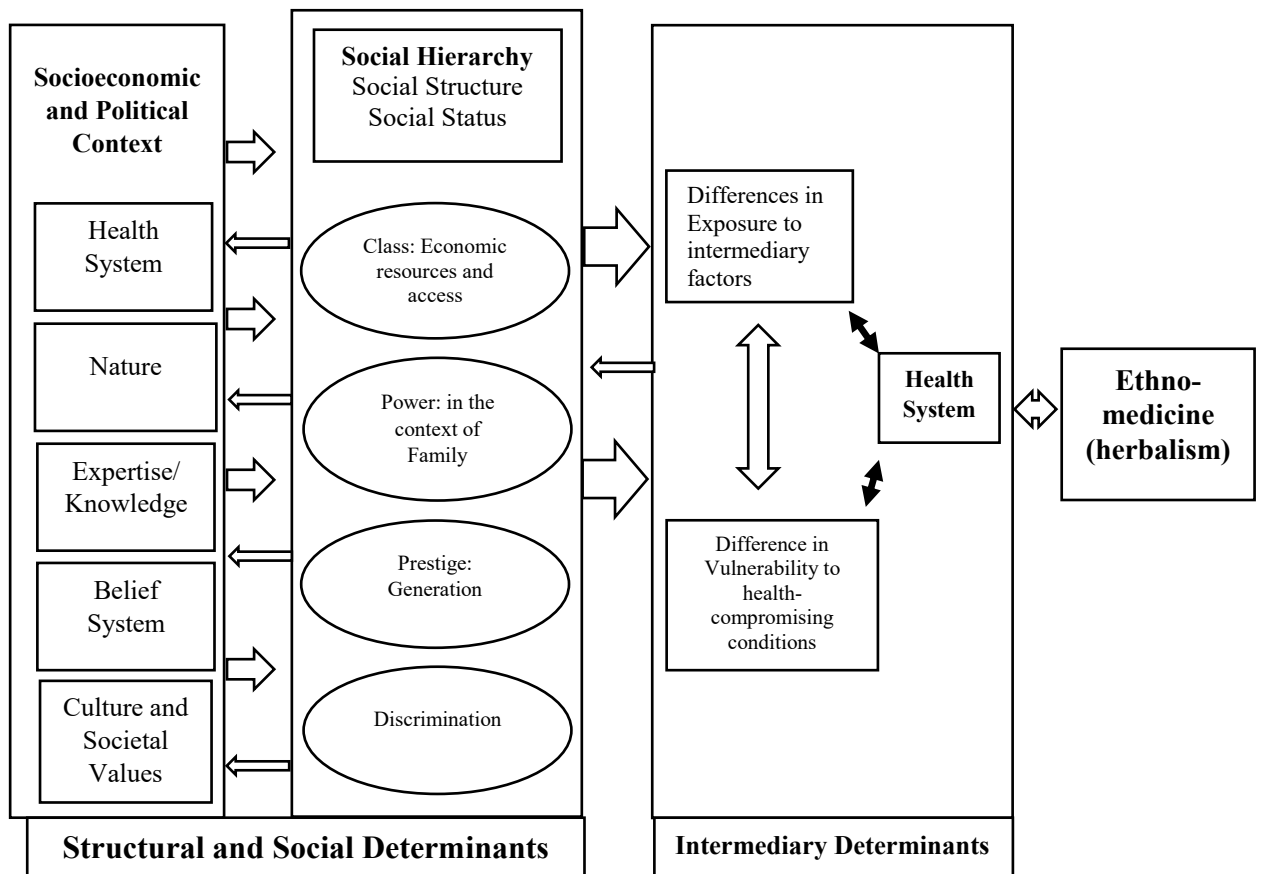 Socioeconomic
and Political
Context
Health
System
Nature
Expertise/
Knowledge
Belief
System
Culture and
Societal
Values
Social Hierarchy
Social Structure
Social Status
Class: Economic
resources and
access
Power: in the
context of
Family
Prestige:
Generation
Discrimination
Structural and Social Determinants
Differences in
Exposure to
intermediary
factors
Health
System
Difference in
Vulnerability to
health-
compromising
conditions
Intermediary Determinants
Ethno-
medicine
(herbalism)